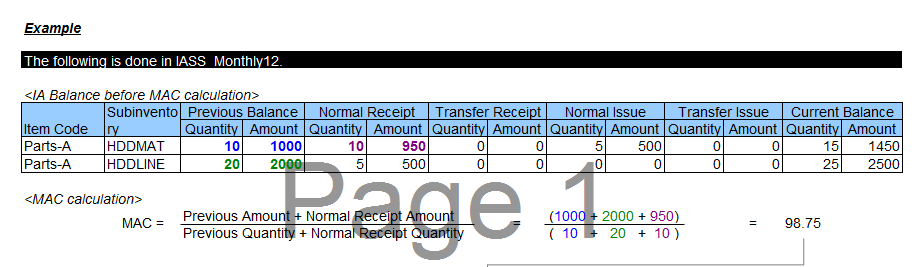 Example
The following is done in IASS_Monthly12.
<IA Balance before MAC calculation>
Item Code Subinventory Previous Balance Normal Receipt Transfer Receipt Normal Issue Transfer Issue Current Balance
Quantity Amount Quantity Amount Quantity Amount Quantity Amount Quantity Amount Quantity Amount
Parts-A HDDMAT 10 1000 10 950 0 0 5 500 0 0 15 1450
Parts-A HDDLINE 20 2000 5 500 0 0 0 0 0 0 25 2500
Page 1
<MAC calculation>
MAC = Previous Amount + Normal Receipt Amount = (1000 + 2000 + 950) = 98.75
Previous Quantity + Normal Receipt Quantity ( 10 + 20 + 10 )